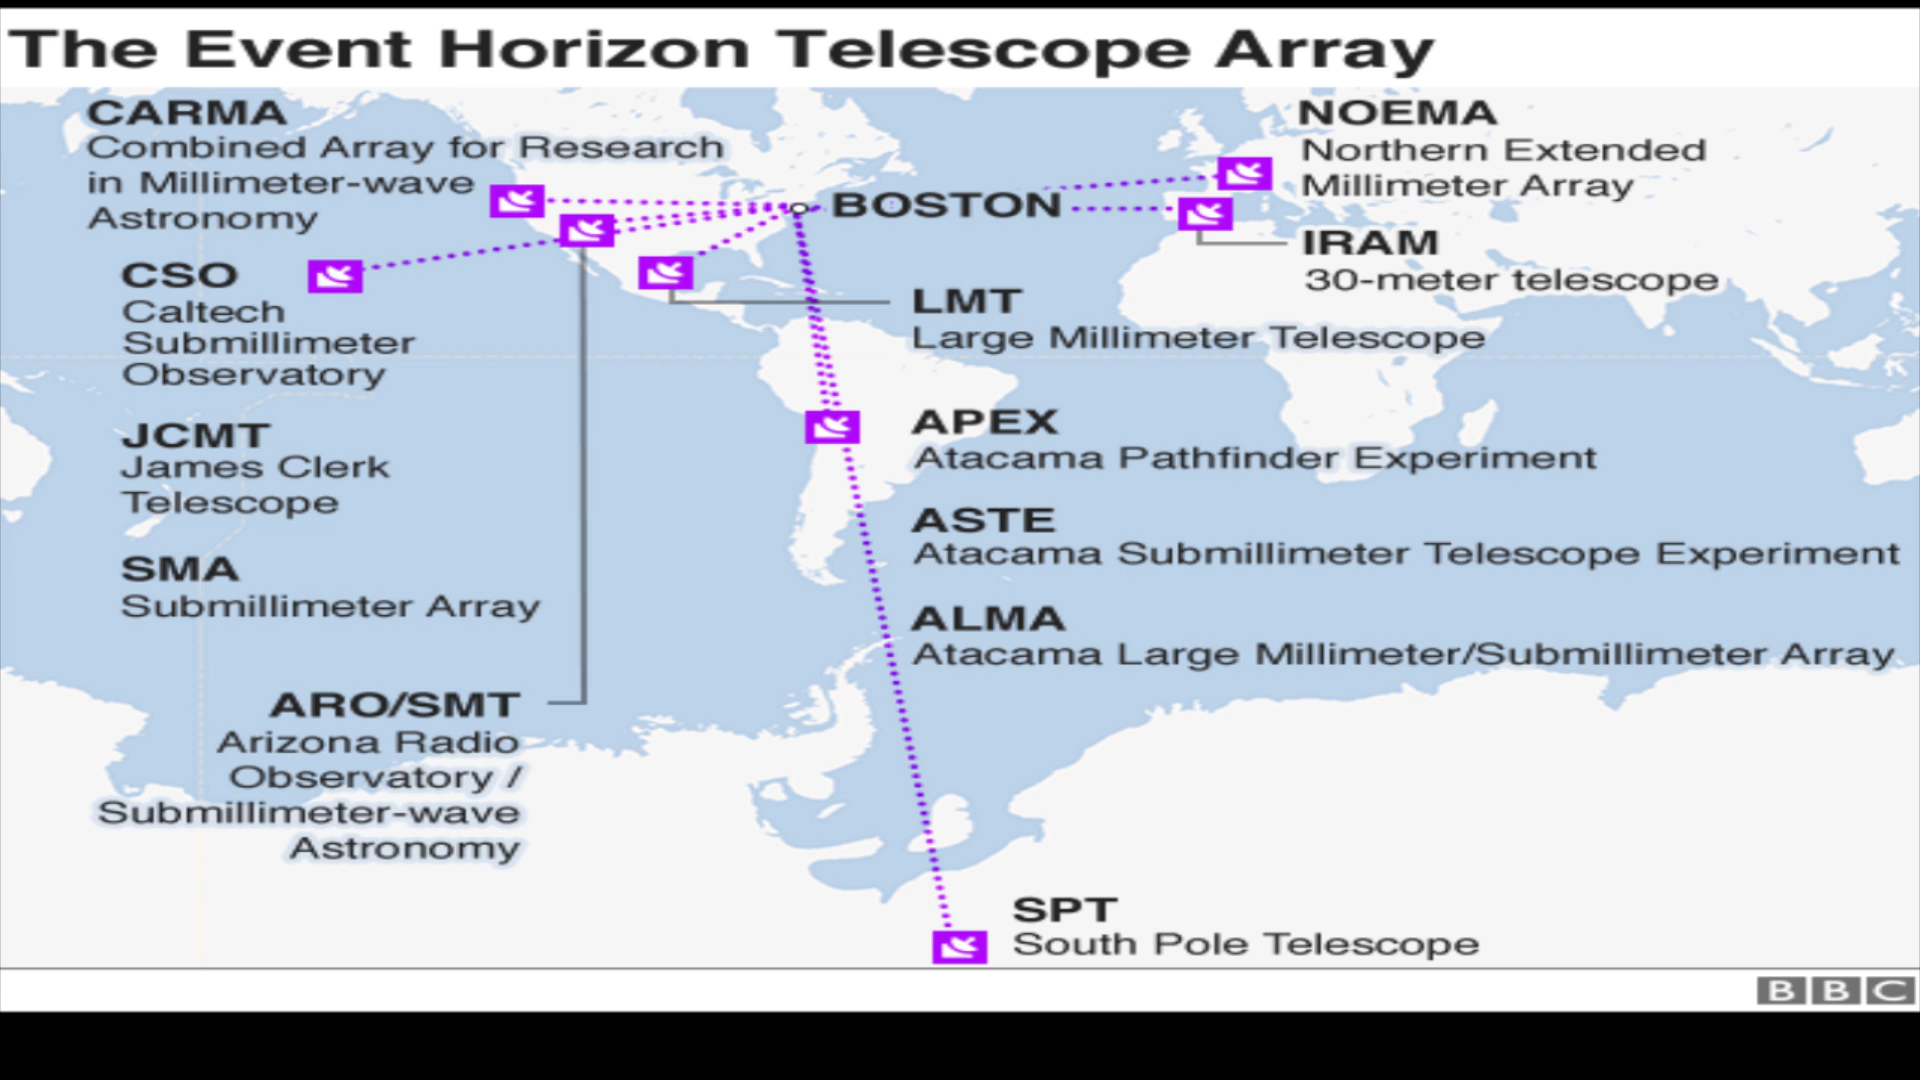 The Event Horizon Telescope Array
CARMA
Combined Array for Research
in Millimeter-wave
Astronomy
CSO
Caltech
Submillimeter
Observatory
JCMT
James Clerk
Telescope
SMA
Submillimeter Array
ARO/SMT
Arizona Radio
Observatory /
Submillimeter-wave
Astronomy
BOSTON
NOEMA
Northern Extended
Millimeter Array
IRAM
30-meter telescope
LMT
Large Millimeter Telescope
APEX
Atacama Pathfinder Experiment
ASTE
Atacama Submillimeter Telescope Experiment
ALMA
Atacama Large Millimeter/Submillimeter Array
SPT
South Pole Telescope
BBC